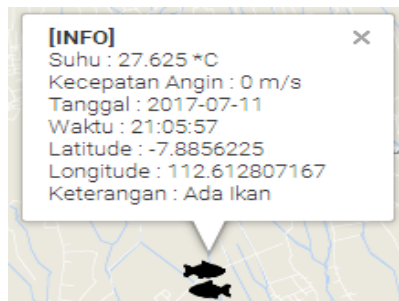 [INFO]
Suhu : 27.625 *C
Kecepatan Angin : 0 m/s
Tanggal : 2017-07-11
Waktu : 21:05:57
Latitude : -7.8856225
Longitude : 112.612807167
Keterangan : Ada Ikan